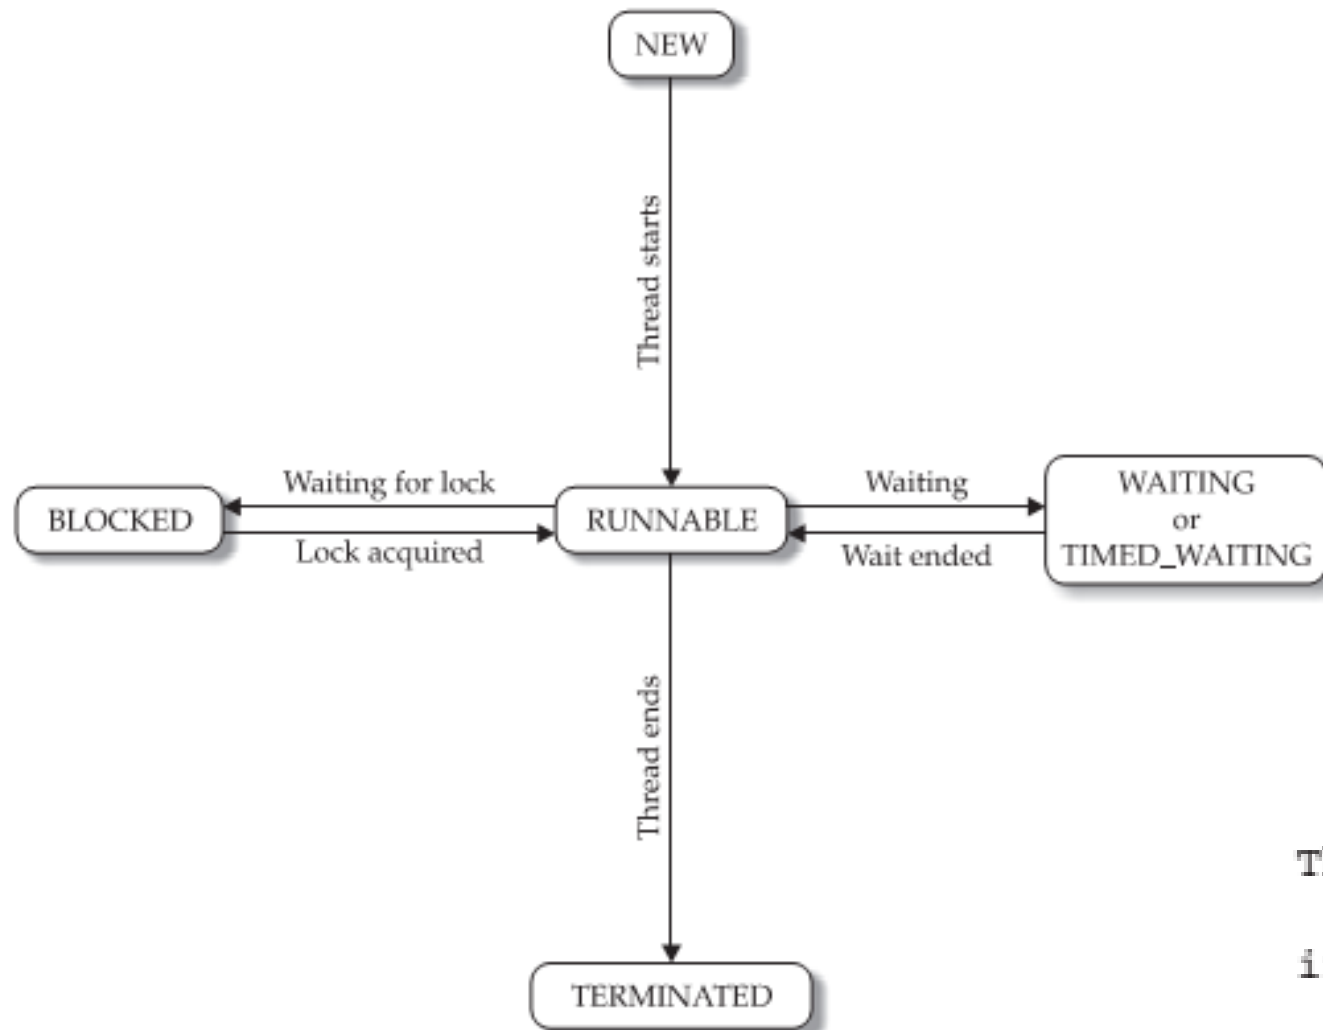 NEW
Thread starts
Waiting for lock
Waiting
BLOCKED
RUNNABLE
WAITING
or
TIMED_WAITING
Lock acquired
Wait ended
Thread ends
TERMINATED